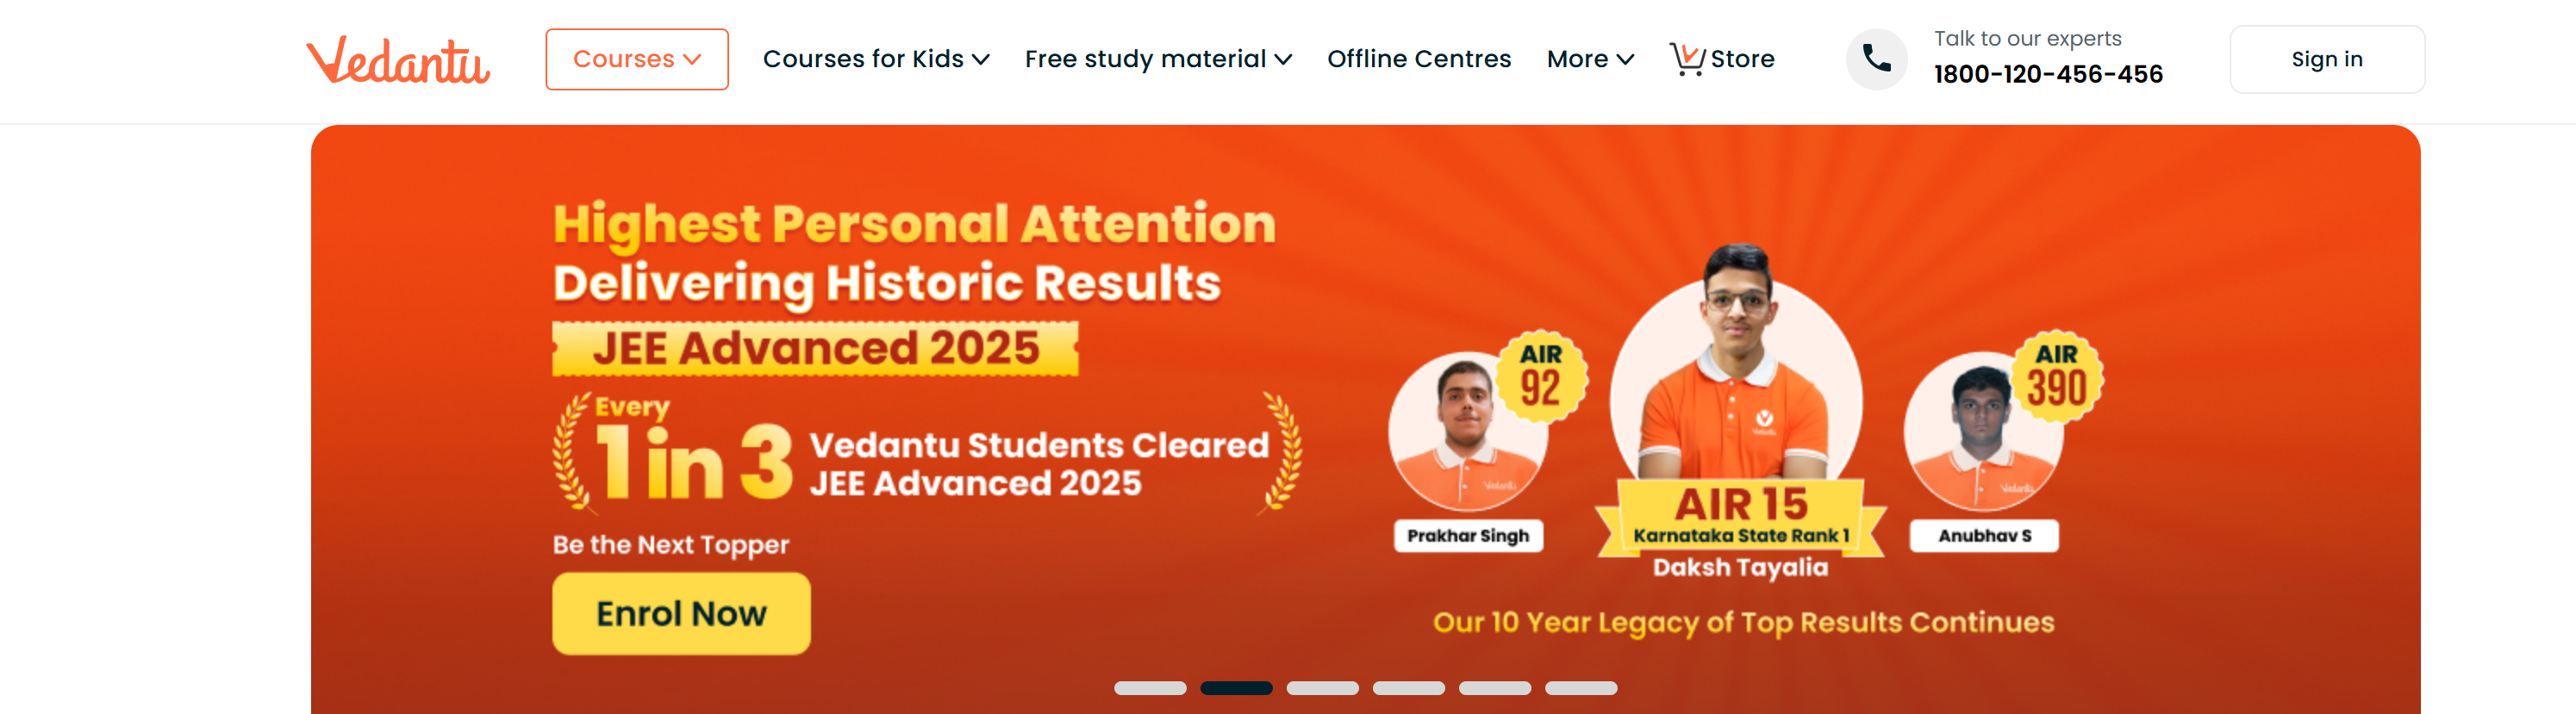 Vedantu
Courses
Courses for Kids
Free study material
Offline Centres
More
Store
Talk to our experts
1800-120-456-456
Sign in
Highest Personal Attention
Delivering Historic Results
JEE Advanced 2025
Every
1 in 3
Vedantu Students Cleared
JEE Advanced 2025
Be the Next Topper
Enrol Now
AIR
92
Prakhar Singh
Vedantu
Vedantu
AIR 15
Karnataka State Rank 1
Daksh Tayalia
AIR
390
Vedantu
Anubhav S
Our 10 Year Legacy of Top Results Continues